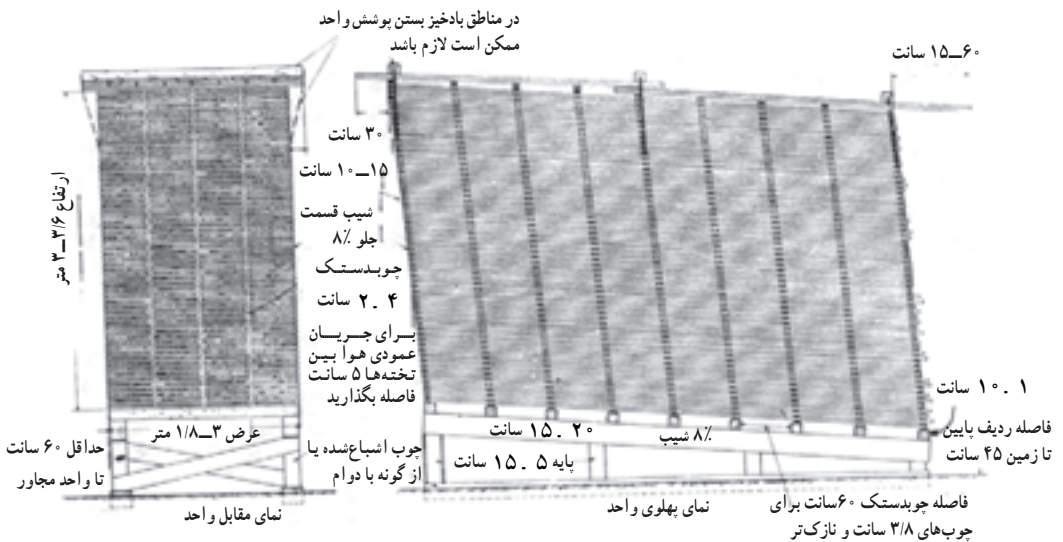 در مناطق بادخیز بستن پوشش واحد
ممکن است لازم باشد
۱۵ــ۶۰ سانت
۳۰ سانت
۱۰ــ۱۵ سانت
ارتفاع ۳/۶ــ۳ متر
شیب قسمت
جلو ۸٪
چوبدستک
۲ . ۴ سانت
برای جریان
عمودی هوا بین
تخته‌ها ۵ سانت
فاصله بگذارید
۱۰ . ۱ سانت
عرض ۳ــ۱/۸ متر
۱۵ . ۲۰ سانت
۸٪ شیب
فاصله ردیف پایین
تا زمین ۴۵ سانت
حداقل ۶۰ سانت
تا واحد مجاور
چوب اشباع‌شده یا
از گونه با دوام
پایه ۵ . ۱۵ سانت
نمای مقابل واحد
نمای پهلوی واحد
فاصله چوبدستک ۶۰سانت برای
چوب‌های ۳/۸ سانت و نازک‌تر